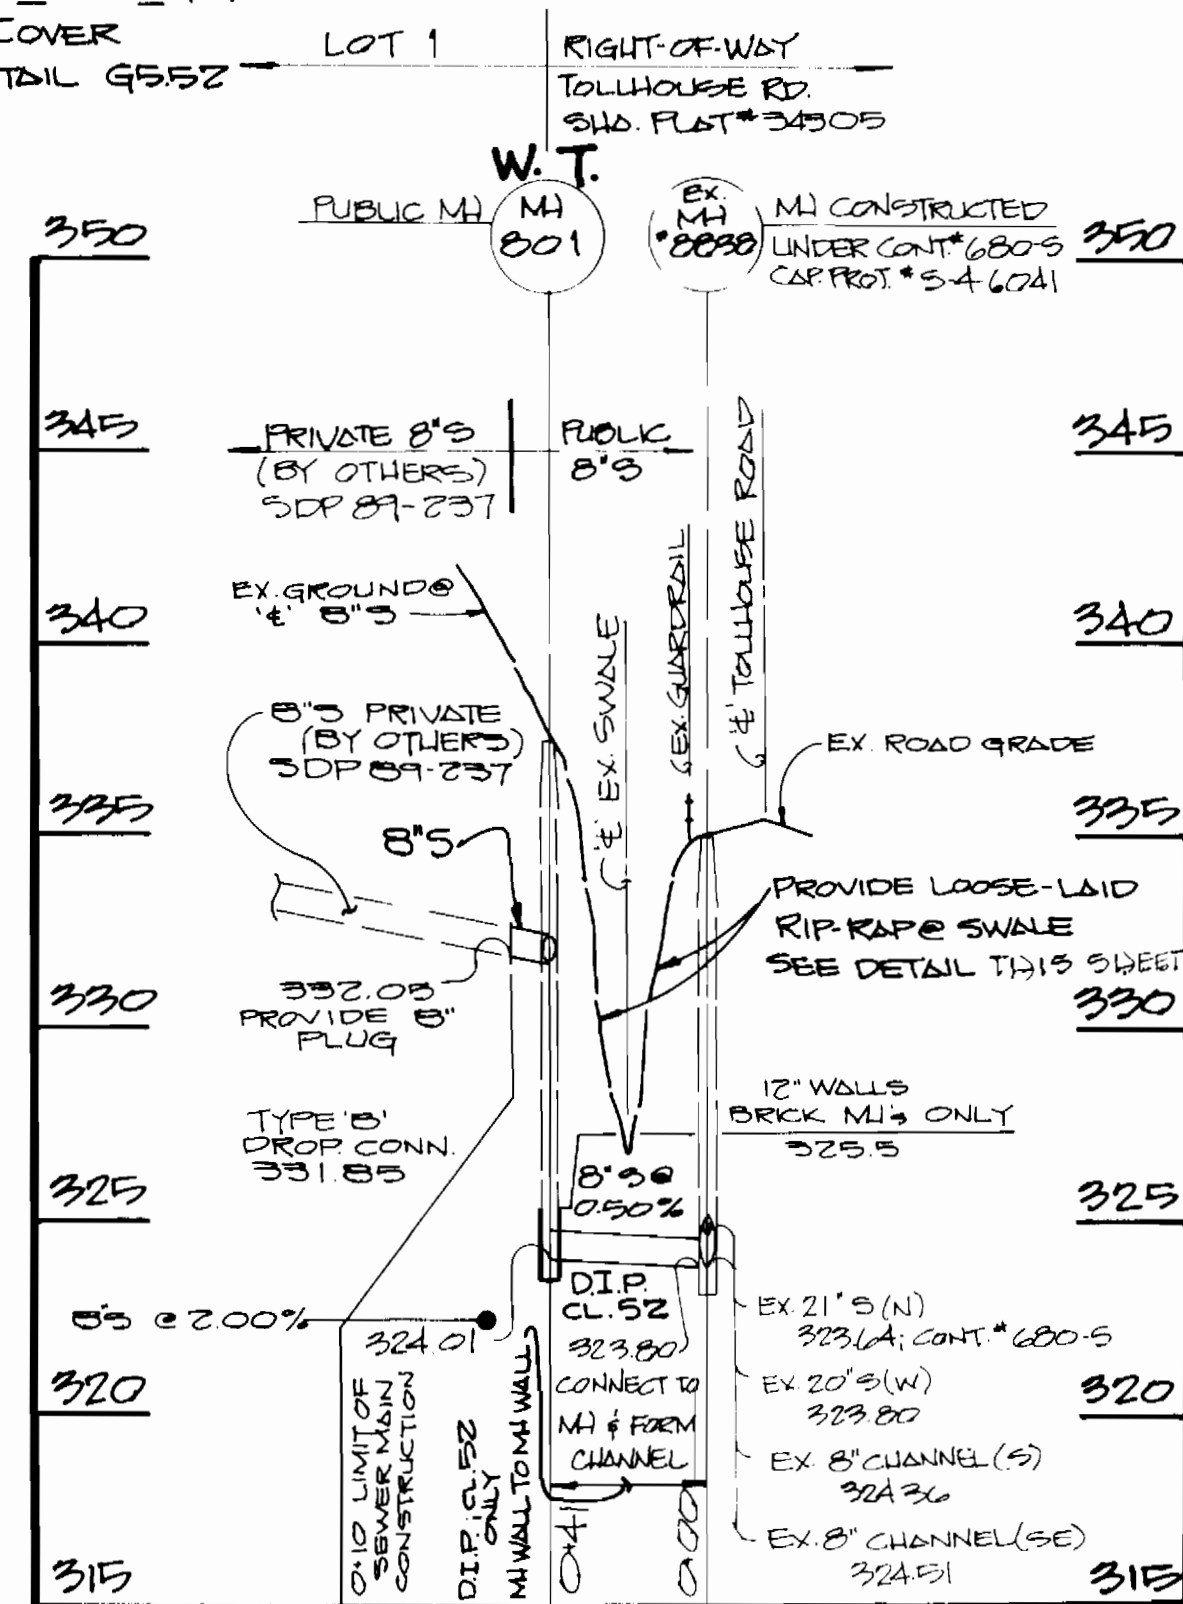 COVER
TAIL G5.52
LOT 1
RIGHT-OF-WAY
TOLLHOUSE RD.
SHA. PLAT #34305
W. T.
PUBLIC MH
MH
801
EX.
MH
#8838
MH CONSTRUCTED
UNDER CONT.#680-S
CAP. PROJ. #S-4-6041
350
350
345
PRIVATE 8"S
(BY OTHERS)
SDP 89-237
PUBLIC
8"S
345
EX. GROUND @
'℄' 8"S
340
340
℄ EX. SWALE
EX. GUARDRAIL
'℄' TOLLHOUSE ROAD
8"S PRIVATE
(BY OTHERS)
SDP 89-237
EX. ROAD GRADE
335
335
8"S
PROVIDE LOOSE-LAID
RIP-RAP @ SWALE
SEE DETAIL THIS SHEET
332.05
PROVIDE 8"
PLUG
330
330
TYPE 'B'
DROP. CONN.
331.85
12" WALLS
BRICK MH's ONLY
325.5
325
8"S @
0.50%
325
D.I.P.
CL. 52
8"S @ 2.00%
324.01
323.80
CONNECT TO
MH & FORM
CHANNEL
EX. 21" S (N)
323.64; CONT. #680-S
EX. 20" S (W)
323.80
EX. 8" CHANNEL (S)
324.36
EX. 8" CHANNEL (SE)
324.51
320
320
0+10 LIMIT OF
SEWER MAIN
CONSTRUCTION
D.I.P. CL. 52
ONLY
MH WALL TO MH WALL
0+41
0+00
315
315